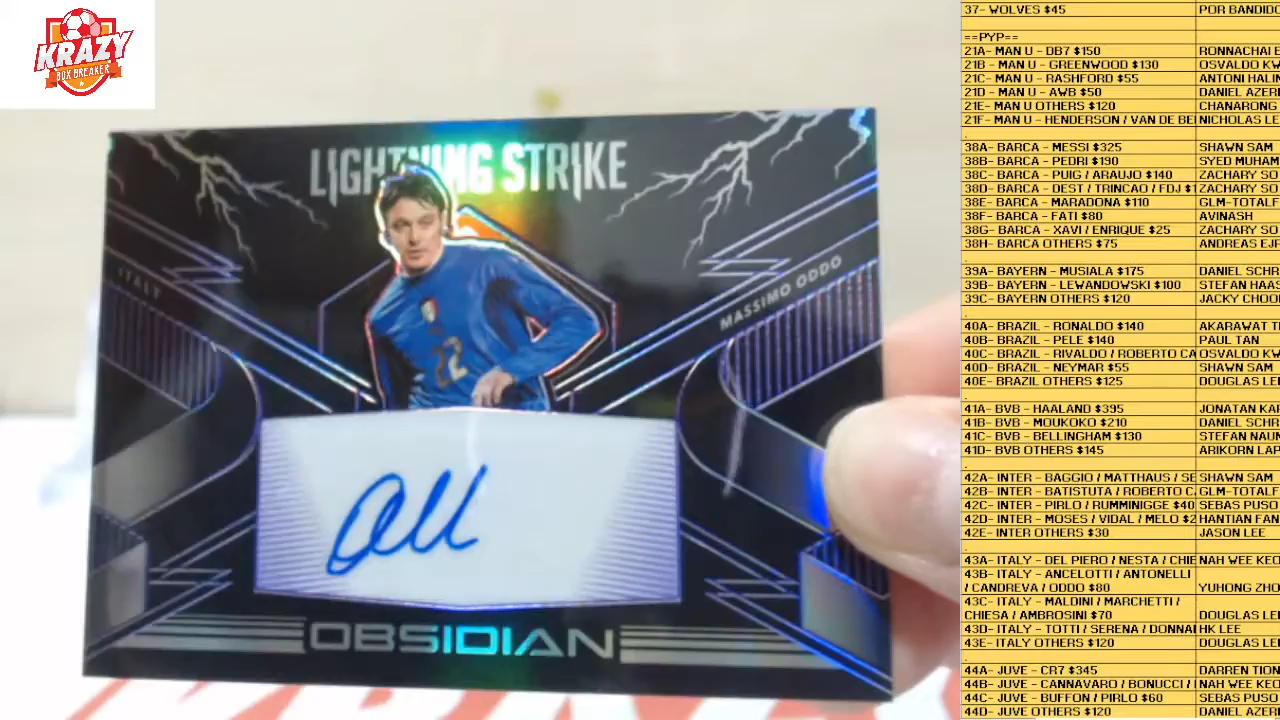 KRAZY
BOX BREAKER
LIGHTNING STRIKE
ITALY
MASSIMO ODDO
22
OBSIDIAN
37- WOLVES $45 POR BANDIDO
==PYP==
21A- MAN U - DB7 $150 RONNACHAI E
21B - MAN U - GREENWOOD $130 OSVALDO KW
21C- MAN U - RASHFORD $55 ANTONI HALIN
21D - MAN U - AWB $50 DANIEL AZERE
21E- MAN U OTHERS $120 CHANARONG
21F- MAN U - HENDERSON / VAN DE BE NICHOLAS LE
.
38A- BARCA - MESSI $325 SHAWN SAM
38B- BARCA - PEDRI $190 SYED MUHAM
38C- BARCA - PUIG / ARAUJO $140 ZACHARY SO
38D- BARCA - DEST / TRINCAO / FDJ $1 ZACHARY SO
38E- BARCA - MARADONA $110 GLM-TOTALF
38F- BARCA - FATI $80 AVINASH
38G- BARCA - XAVI / ENRIQUE $25 ZACHARY SO
38H- BARCA OTHERS $75 ANDREAS EJF
.
39A- BAYERN - MUSIALA $175 DANIEL SCHR
39B- BAYERN - LEWANDOWSKI $100 STEFAN HAAS
39C- BAYERN OTHERS $120 JACKY CHOO
.
40A- BRAZIL - RONALDO $140 AKARAWAT T
40B- BRAZIL - PELE $140 PAUL TAN
40C- BRAZIL - RIVALDO / ROBERTO CA OSVALDO KW
40D- BRAZIL - NEYMAR $55 SHAWN SAM
40E- BRAZIL OTHERS $125 DOUGLAS LEE
.
41A- BVB - HAALAND $395 JONATAN KAR
41B- BVB - MOUKOKO $210 DANIEL SCHR
41C- BVB - BELLINGHAM $130 STEFAN NAUN
41D- BVB OTHERS $145 ARIKORN LAP
.
42A- INTER - BAGGIO / MATTHAUS / SE SHAWN SAM
42B- INTER - BATISTUTA / ROBERTO C. GLM-TOTALF
42C- INTER - PIRLO / RUMMINIGGE $40 SEBAS PUSO
42D- INTER - MOSES / VIDAL / MELO $2 HANTIAN FAN
42E- INTER OTHERS $30 JASON LEE
.
43A- ITALY - DEL PIERO / NESTA / CHIE NAH WEE KEO
43B- ITALY - ANCELOTTI / ANTONELLI
/ CANDREVA / ODDO $80 YUHONG ZHO
43C- ITALY - MALDINI / MARCHETTI /
CHIESA / AMBROSINI $70 DOUGLAS LEE
43D- ITALY - TOTTI / SERENA / DONNA HK LEE
43E- ITALY OTHERS $120 DOUGLAS LEE
.
44A- JUVE - CR7 $345 DARREN TION
44B- JUVE - CANNAVARO / BONUCCI / NAH WEE KEO
44C- JUVE - BUFFON / PIRLO $60 SEBAS PUSO
44D- JUVE OTHERS $120 DANIEL AZERE